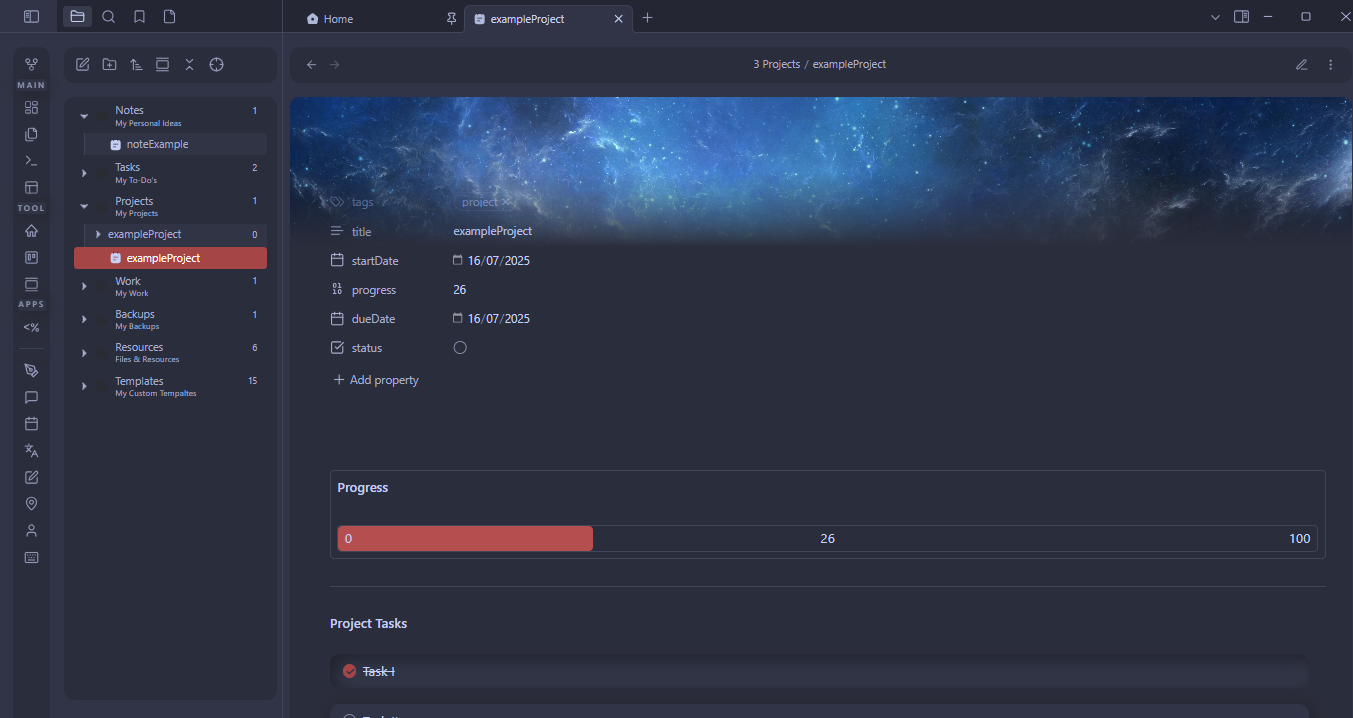 Home
exampleProject
MAIN
TOOL
APPS
<%
Notes 1
My Personal Ideas
noteExample
Tasks 2
My To-Do's
Projects 1
My Projects
exampleProject 0
exampleProject
Work 1
My Work
Backups 1
My Backups
Resources 6
Files & Resources
Templates 15
My Custom Tempaltes
3 Projects / exampleProject
tags project
title exampleProject
startDate 16/07/2025
progress 26
dueDate 16/07/2025
status
Add property
Progress
0 26 100
Project Tasks
Task I